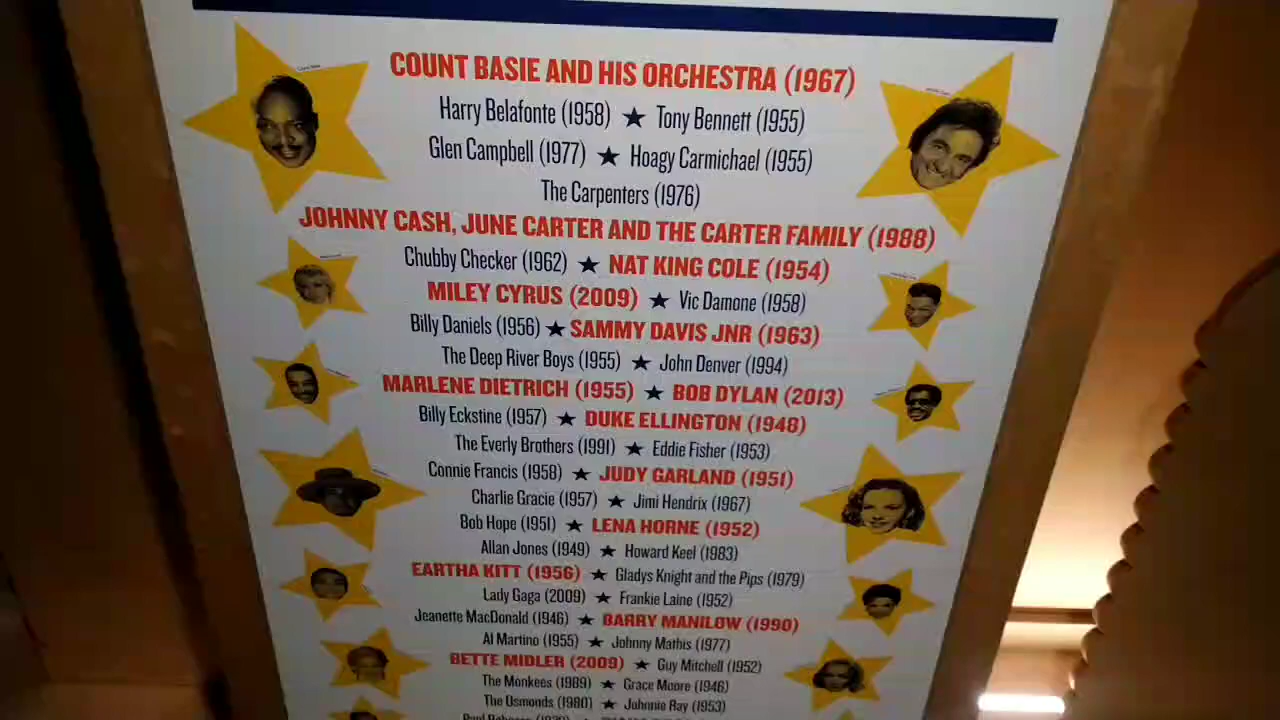 COUNT BASIE AND HIS ORCHESTRA (1967)
Harry Belafonte (1958) ★ Tony Bennett (1955)
Glen Campbell (1977) ★ Hoagy Carmichael (1955)
The Carpenters (1976)
JOHNNY CASH, JUNE CARTER AND THE CARTER FAMILY (1988)
Chubby Checker (1962) ★ NAT KING COLE (1954)
MILEY CYRUS (2009) ★ Vic Damone (1958)
Billy Daniels (1956) ★ SAMMY DAVIS JNR (1963)
The Deep River Boys (1955) ★ John Denver (1994)
MARLENE DIETRICH (1955) ★ BOB DYLAN (2013)
Billy Eckstine (1957) ★ DUKE ELLINGTON (1948)
The Everly Brothers (1991) ★ Eddie Fisher (1953)
Connie Francis (1958) ★ JUDY GARLAND (1951)
Charlie Gracie (1957) ★ Jimi Hendrix (1967)
Bob Hope (1951) ★ LENA HORNE (1952)
Allan Jones (1949) ★ Howard Keel (1983)
EARTHA KITT (1956) ★ Gladys Knight and the Pips (1979)
Lady Gaga (2009) ★ Frankie Laine (1952)
Jeanette MacDonald (1946) ★ BARRY MANILOW (1990)
Al Martino (1955) ★ Johnny Mathis (1977)
BETTE MIDLER (2009) ★ Guy Mitchell (1952)
The Monkees (1989) ★ Grace Moore (1946)
The Osmonds (1980) ★ Johnnie Ray (1953)